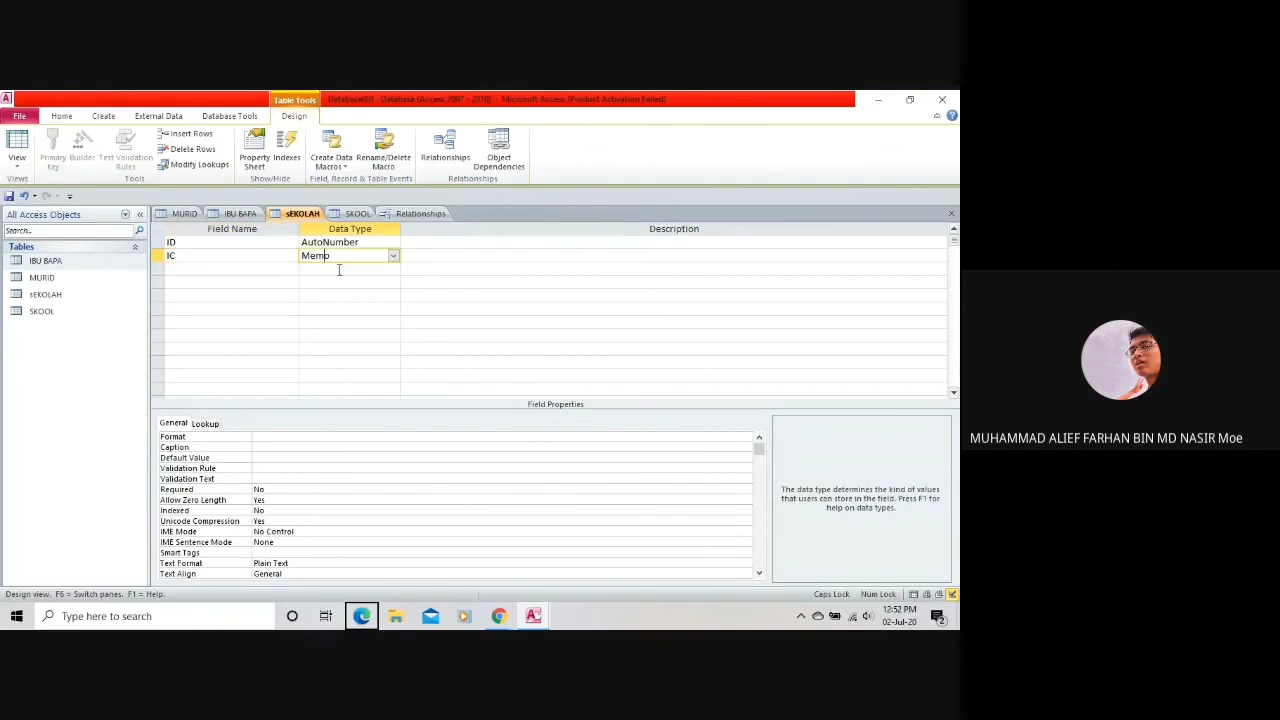 Table Tools
Database001 : Database (Access 2007 - 2010) - Microsoft Access (Product Activation Failed)
File Home Create External Data Database Tools Design
View
Primary Key
Builder
Test Validation Rules
Insert Rows
Delete Rows
Modify Lookups
Property Sheet
Indexes
Create Data Macros
Rename/Delete Macro
Relationships
Object Dependencies
Views Tools Show/Hide Field, Record & Table Events Relationships
All Access Objects
Search...
Tables
IBU BAPA
MURID
sEKOLAH
SKOOL
MURID IBU BAPA sEKOLAH SKOOL Relationships
Field Name Data Type Description
ID AutoNumber
IC Memo
Field Properties
General Lookup
Format
Caption
Default Value
Validation Rule
Validation Text
Required No
Allow Zero Length Yes
Indexed No
Unicode Compression Yes
IME Mode No Control
IME Sentence Mode None
Smart Tags
Text Format Plain Text
Text Align General
The data type determines the kind of values
that users can store in the field. Press F1 for
help on data types.
Design view. F6 = Switch panes. F1 = Help.
Caps Lock Num Lock
Type here to search
12:52 PM
02-Jul-20
2
MUHAMMAD ALIEF FARHAN BIN MD NASIR Moe